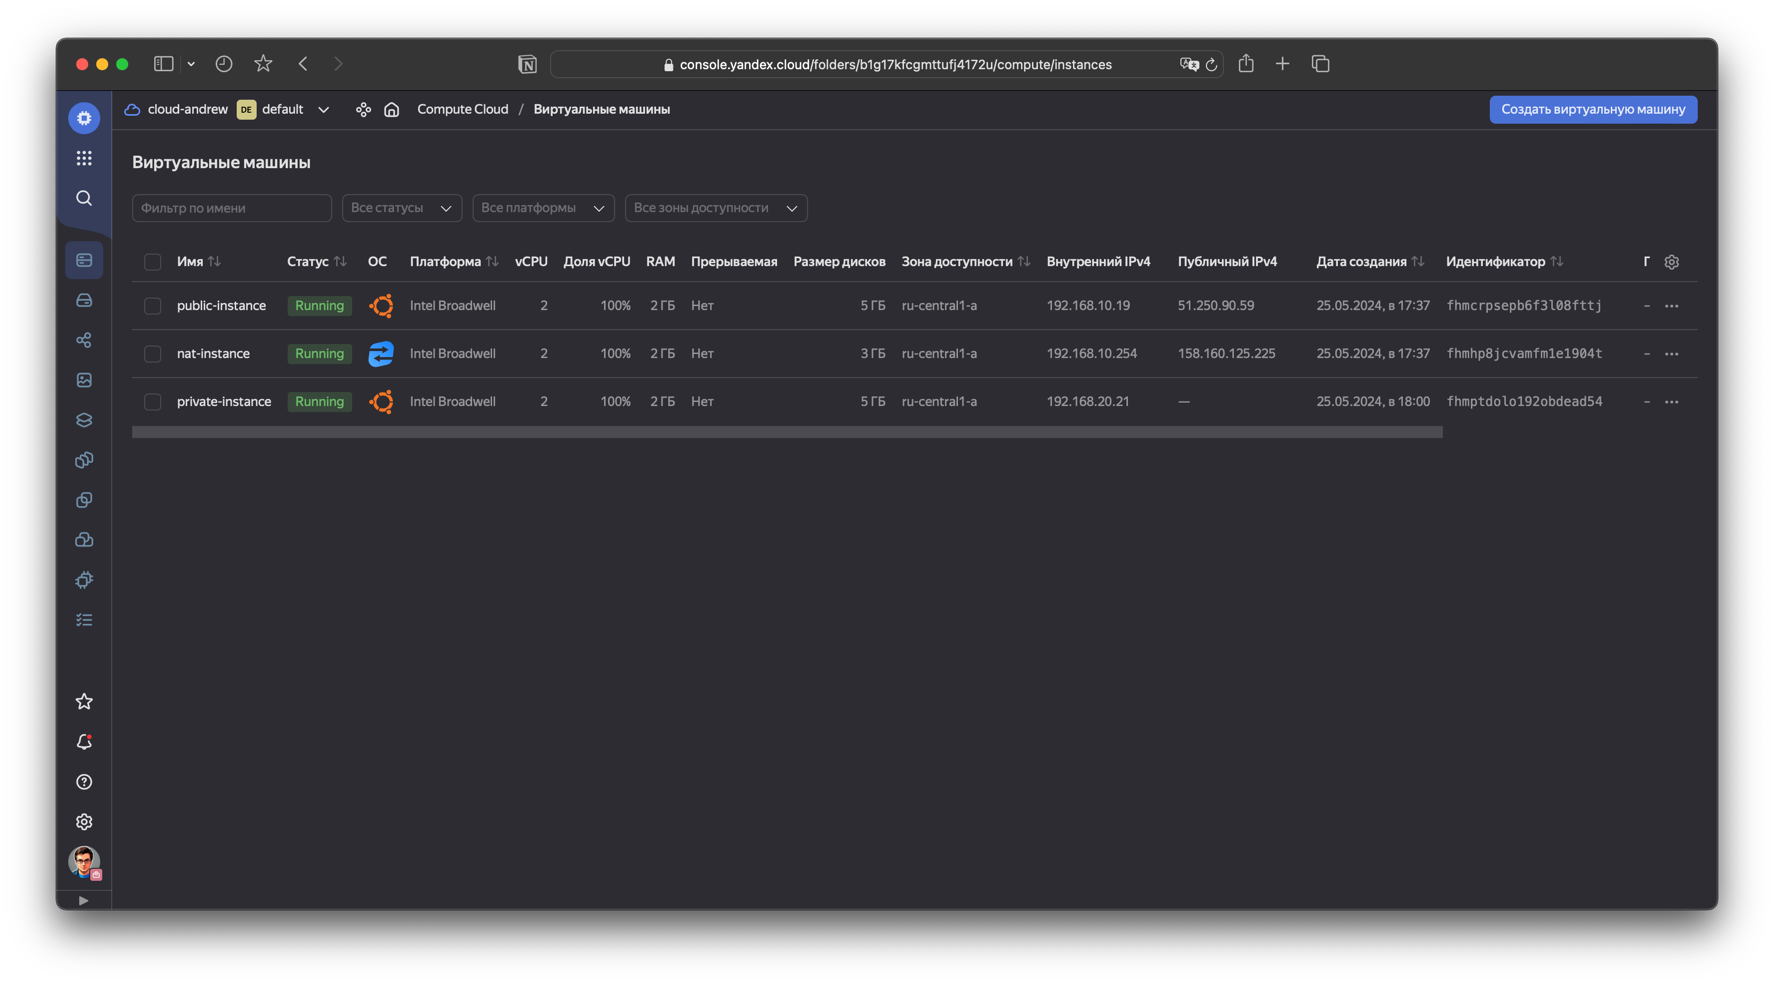 console.yandex.cloud/folders/b1g17kfcgmttufj4172u/compute/instances
cloud-andrew DE default Compute Cloud / Виртуальные машины Создать виртуальную машину
Виртуальные машины
Фильтр по имени Все статусы Все платформы Все зоны доступности
Имя Статус ОС Платформа vCPU Доля vCPU RAM Прерываемая Размер дисков Зона доступности Внутренний IPv4 Публичный IPv4 Дата создания Идентификатор
public-instance Running Intel Broadwell 2 100% 2 ГБ Нет 5 ГБ ru-central1-a 192.168.10.19 51.250.90.59 25.05.2024, в 17:37 fhmcrpsepb6f3l08fttj –
nat-instance Running Intel Broadwell 2 100% 2 ГБ Нет 3 ГБ ru-central1-a 192.168.10.254 158.160.125.225 25.05.2024, в 17:37 fhmhp8jcvamfm1e1904t –
private-instance Running Intel Broadwell 2 100% 2 ГБ Нет 5 ГБ ru-central1-a 192.168.20.21 — 25.05.2024, в 18:00 fhmptdolo192obdead54 –